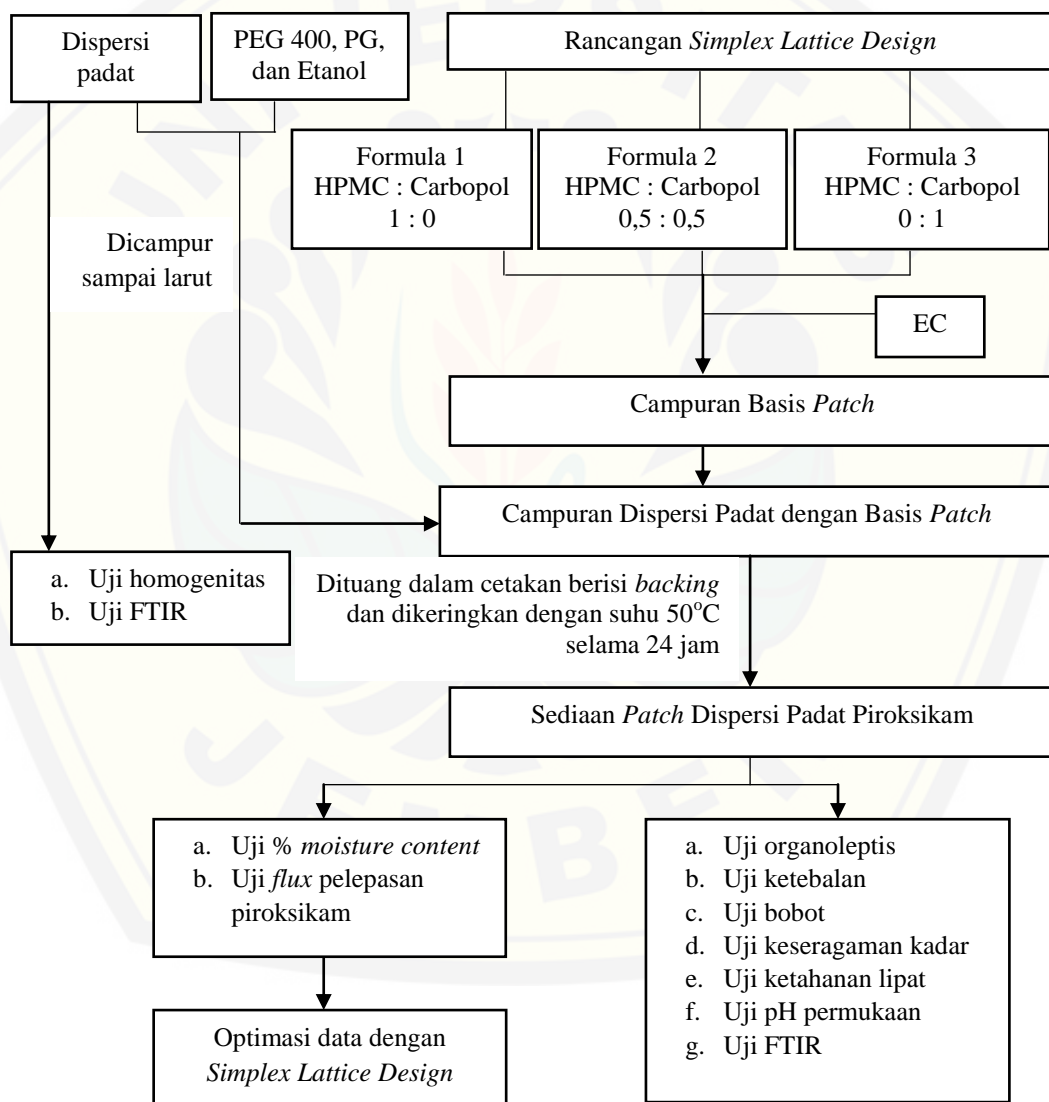 Dispersi
padat
PEG 400, PG,
dan Etanol
Rancangan Simplex Lattice Design
Formula 1
HPMC : Carbopol
1 : 0
Formula 2
HPMC : Carbopol
0,5 : 0,5
Formula 3
HPMC : Carbopol
0 : 1
Dicampur
sampai larut
EC
Campuran Basis Patch
Campuran Dispersi Padat dengan Basis Patch
a. Uji homogenitas
b. Uji FTIR
Dituang dalam cetakan berisi backing
dan dikeringkan dengan suhu 50°C
selama 24 jam
Sediaan Patch Dispersi Padat Piroksikam
a. Uji % moisture content
b. Uji flux pelepasan
piroksikam
a. Uji organoleptis
b. Uji ketebalan
c. Uji bobot
d. Uji keseragaman kadar
e. Uji ketahanan lipat
f. Uji pH permukaan
g. Uji FTIR
Optimasi data dengan
Simplex Lattice Design
JEMBER